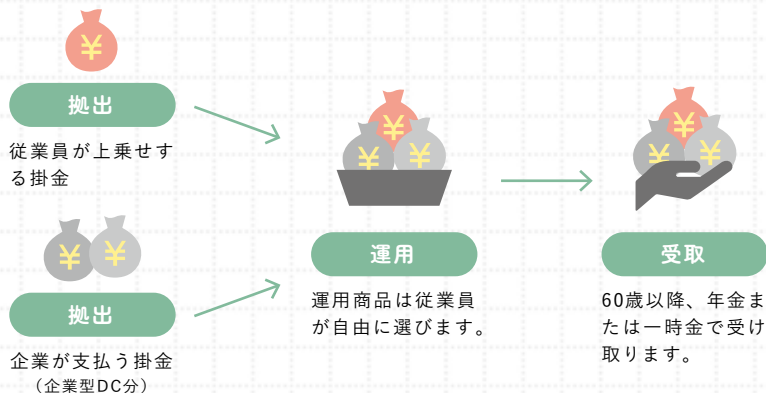 ¥
拠出
従業員が上乗せす
る掛金
¥ ¥
拠出
企業が支払う掛金
（企業型DC分）
¥
¥ ¥
運用
運用商品は従業員
が自由に選びます。
¥
¥ ¥
受取
60歳以降、年金ま
たは一時金で受け
取ります。